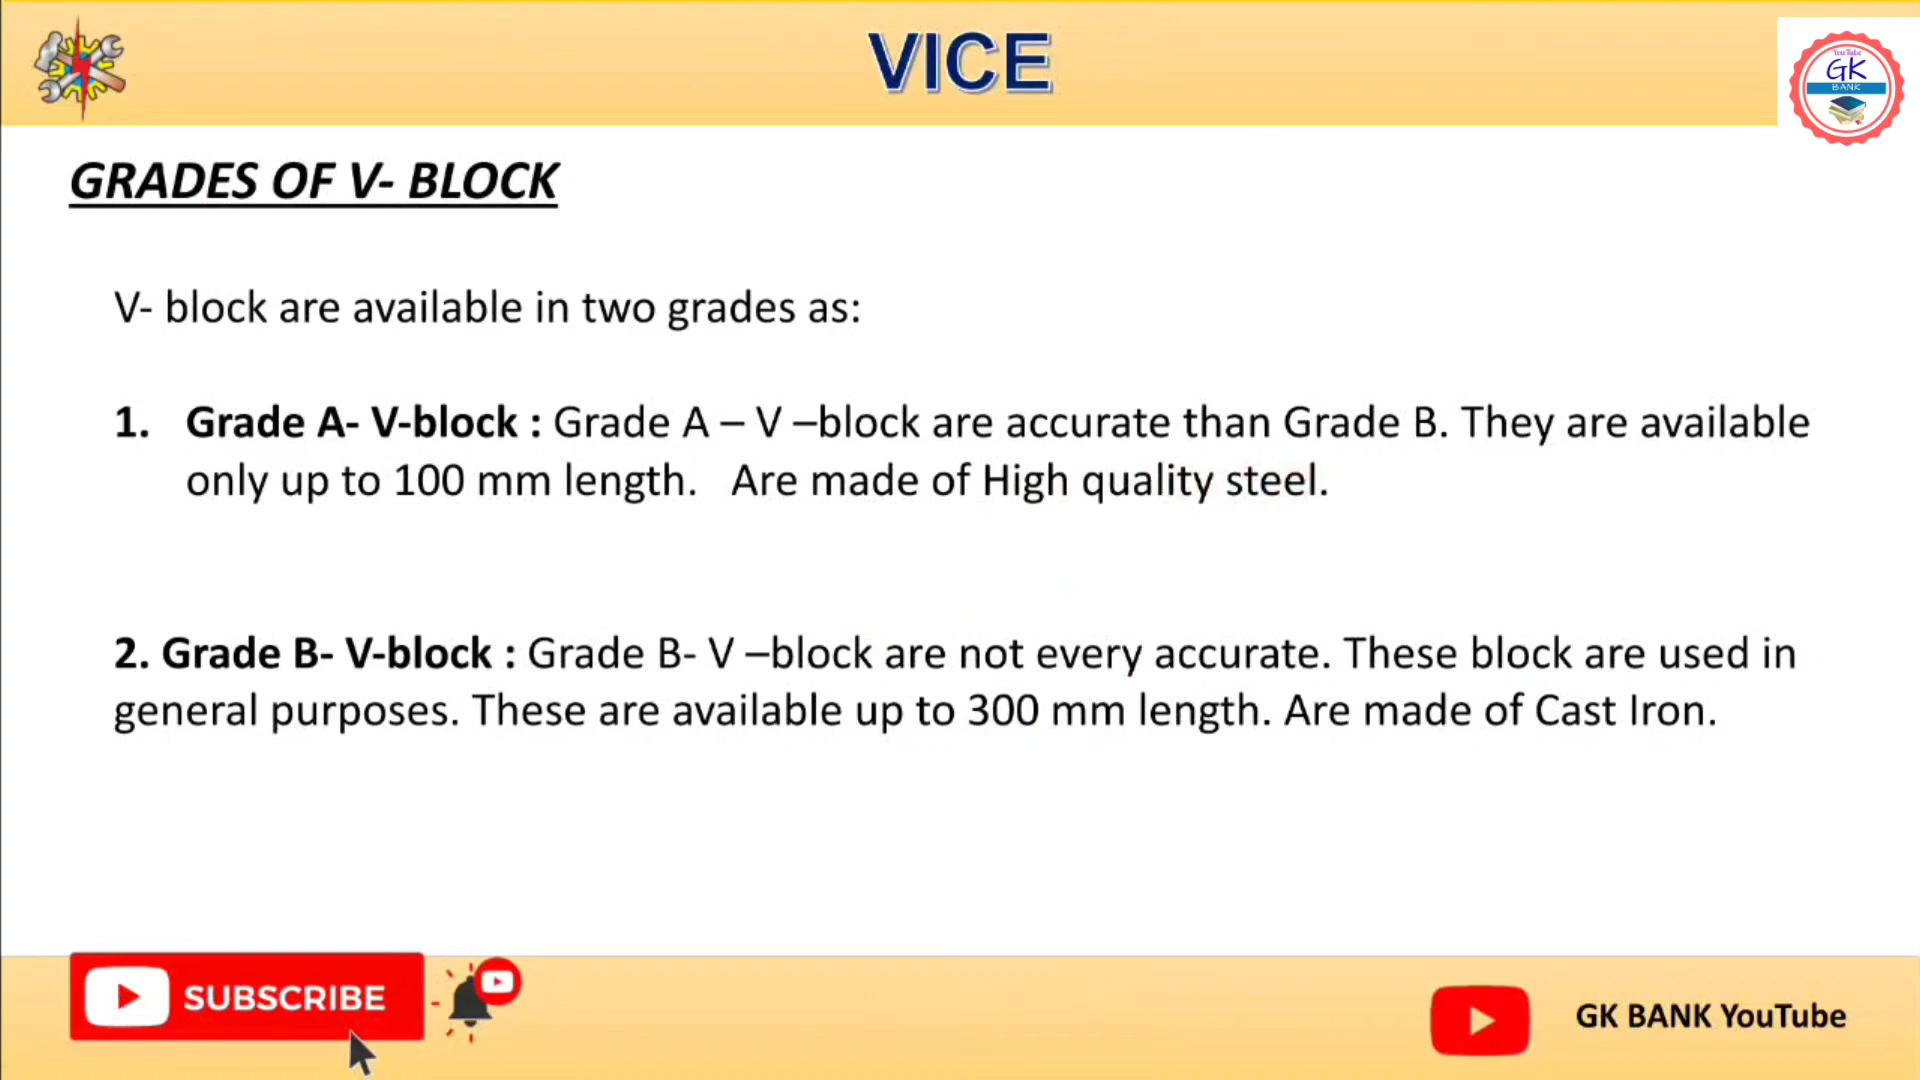 VICE
YouTube
GK
BANK
GRADES OF V- BLOCK
V- block are available in two grades as:
1. Grade A- V-block : Grade A – V –block are accurate than Grade B. They are available
only up to 100 mm length. Are made of High quality steel.
2. Grade B- V-block : Grade B- V –block are not every accurate. These block are used in
general purposes. These are available up to 300 mm length. Are made of Cast Iron.
SUBSCRIBE
GK BANK YouTube